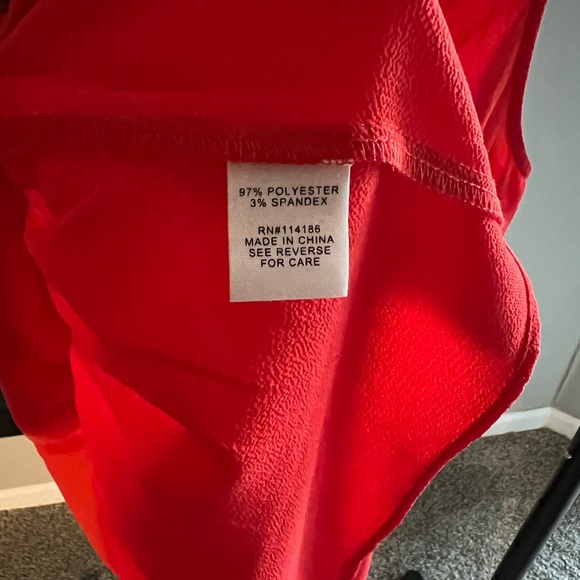 97% POLYESTER
3% SPANDEX
RN#114186
MADE IN CHINA
SEE REVERSE
FOR CARE